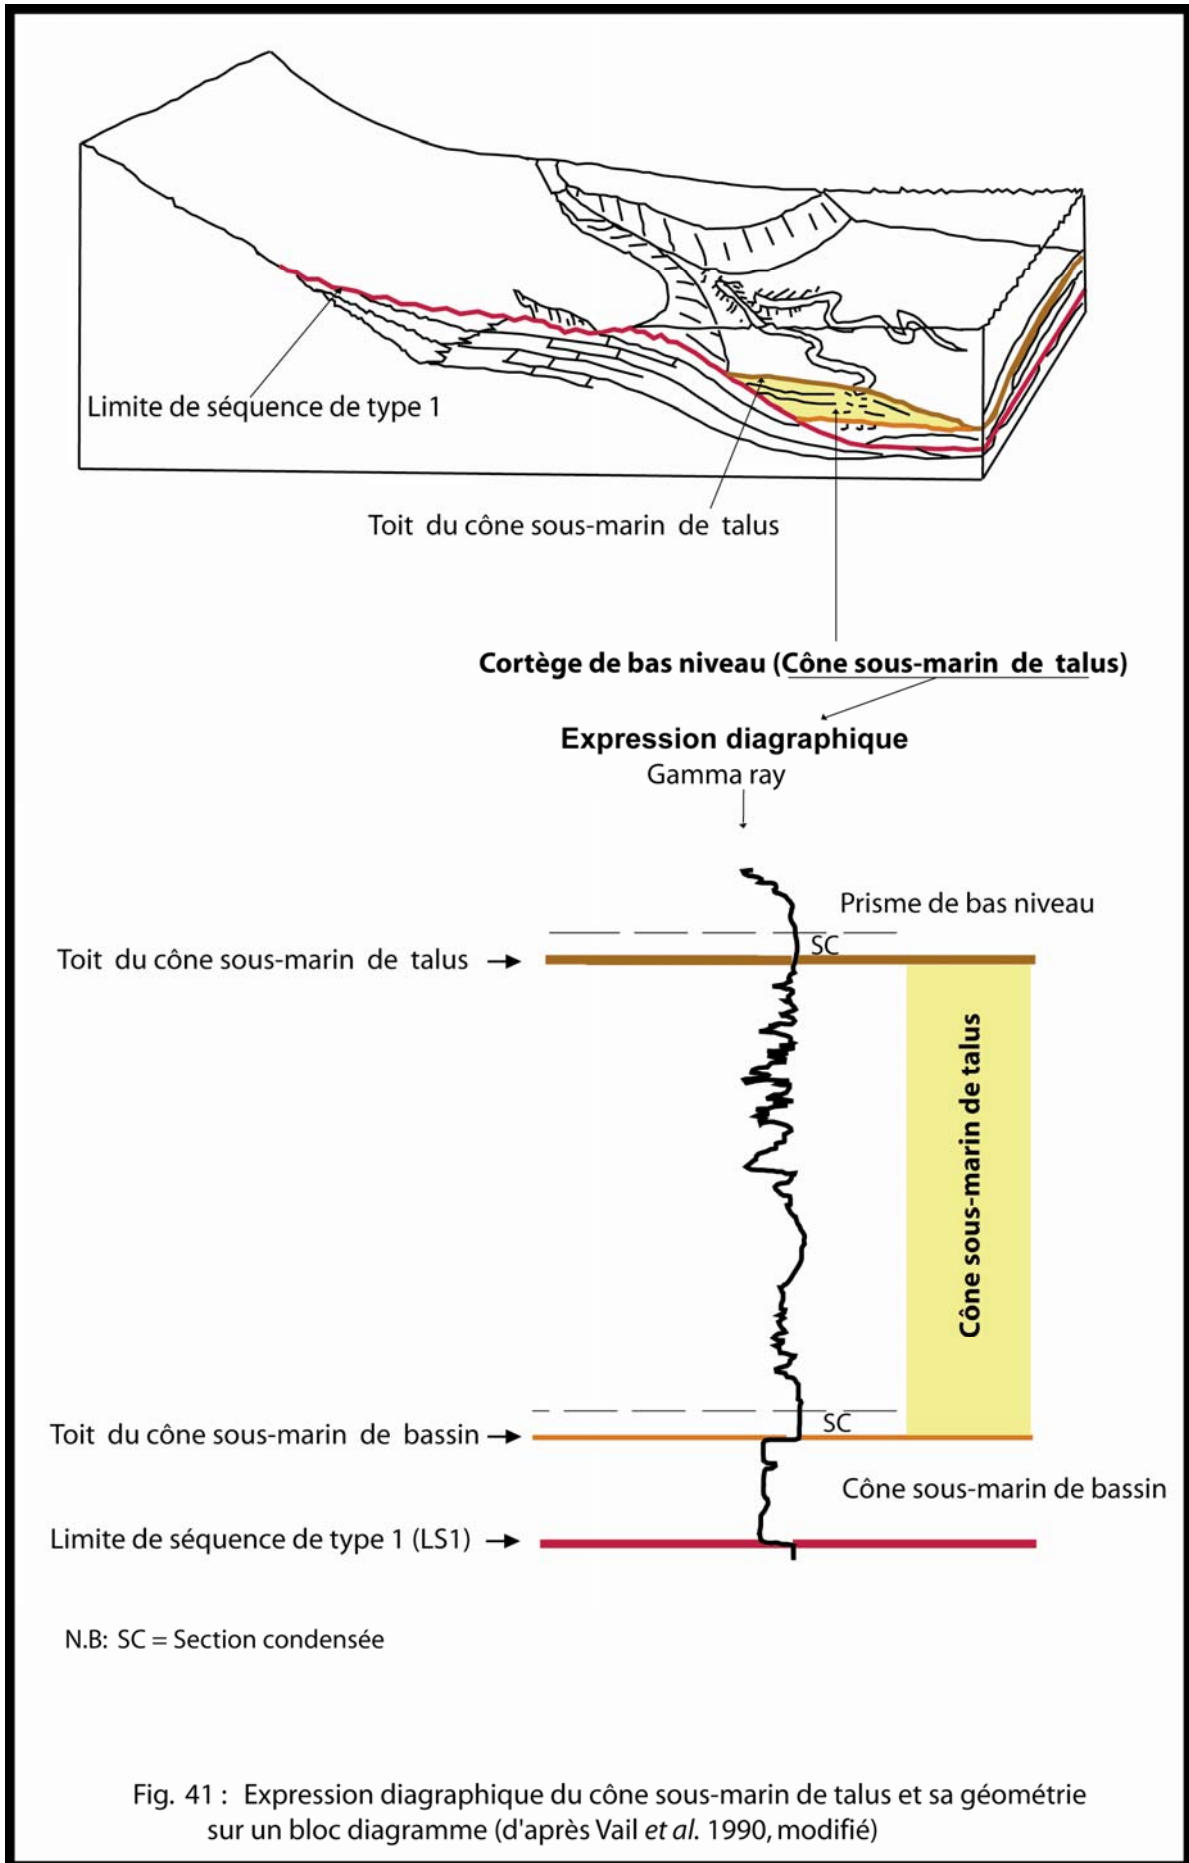 Limite de séquence de type 1
Toit du cône sous-marin de talus
Cortège de bas niveau (Cône sous-marin de talus)
Expression diagraphique
Gamma ray
Prisme de bas niveau
SC
Toit du cône sous-marin de talus
Cône sous-marin de talus
SC
Toit du cône sous-marin de bassin
Cône sous-marin de bassin
Limite de séquence de type 1 (LS1)
N.B: SC = Section condensée
Fig. 41 : Expression diagraphique du cône sous-marin de talus et sa géométrie
sur un bloc diagramme (d'après Vail et al. 1990, modifié)